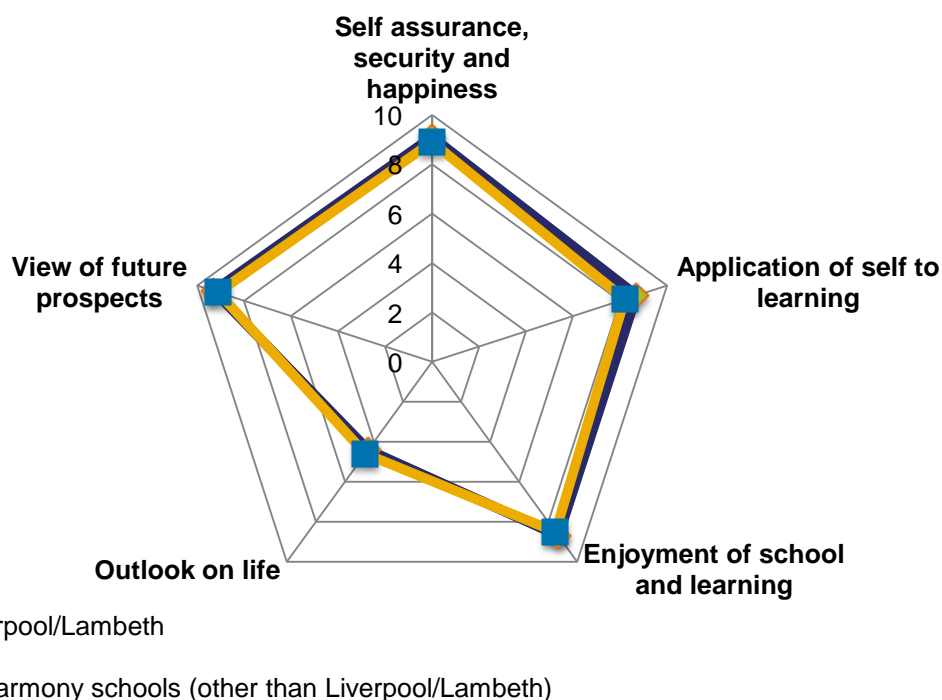 Self assurance,
security and
happiness
10
8
6
4
2
0
View of future
prospects
Application of self to
learning
Outlook on life
Enjoyment of school
and learning
rpool/Lambeth
armony schools (other than Liverpool/Lambeth)